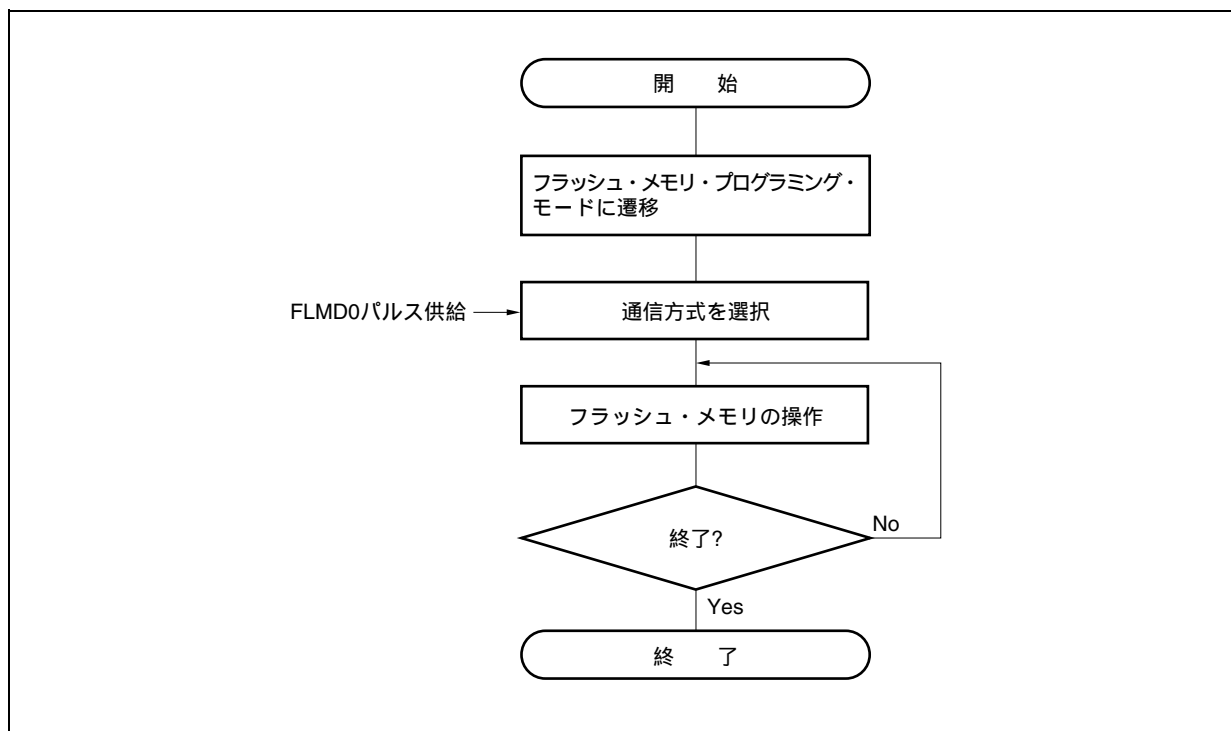 開 始
フラッシュ・メモリ・プログラミング・
モードに遷移
FLMD0パルス供給
通信方式を選択
フラッシュ・メモリの操作
終了?
No
Yes
終 了